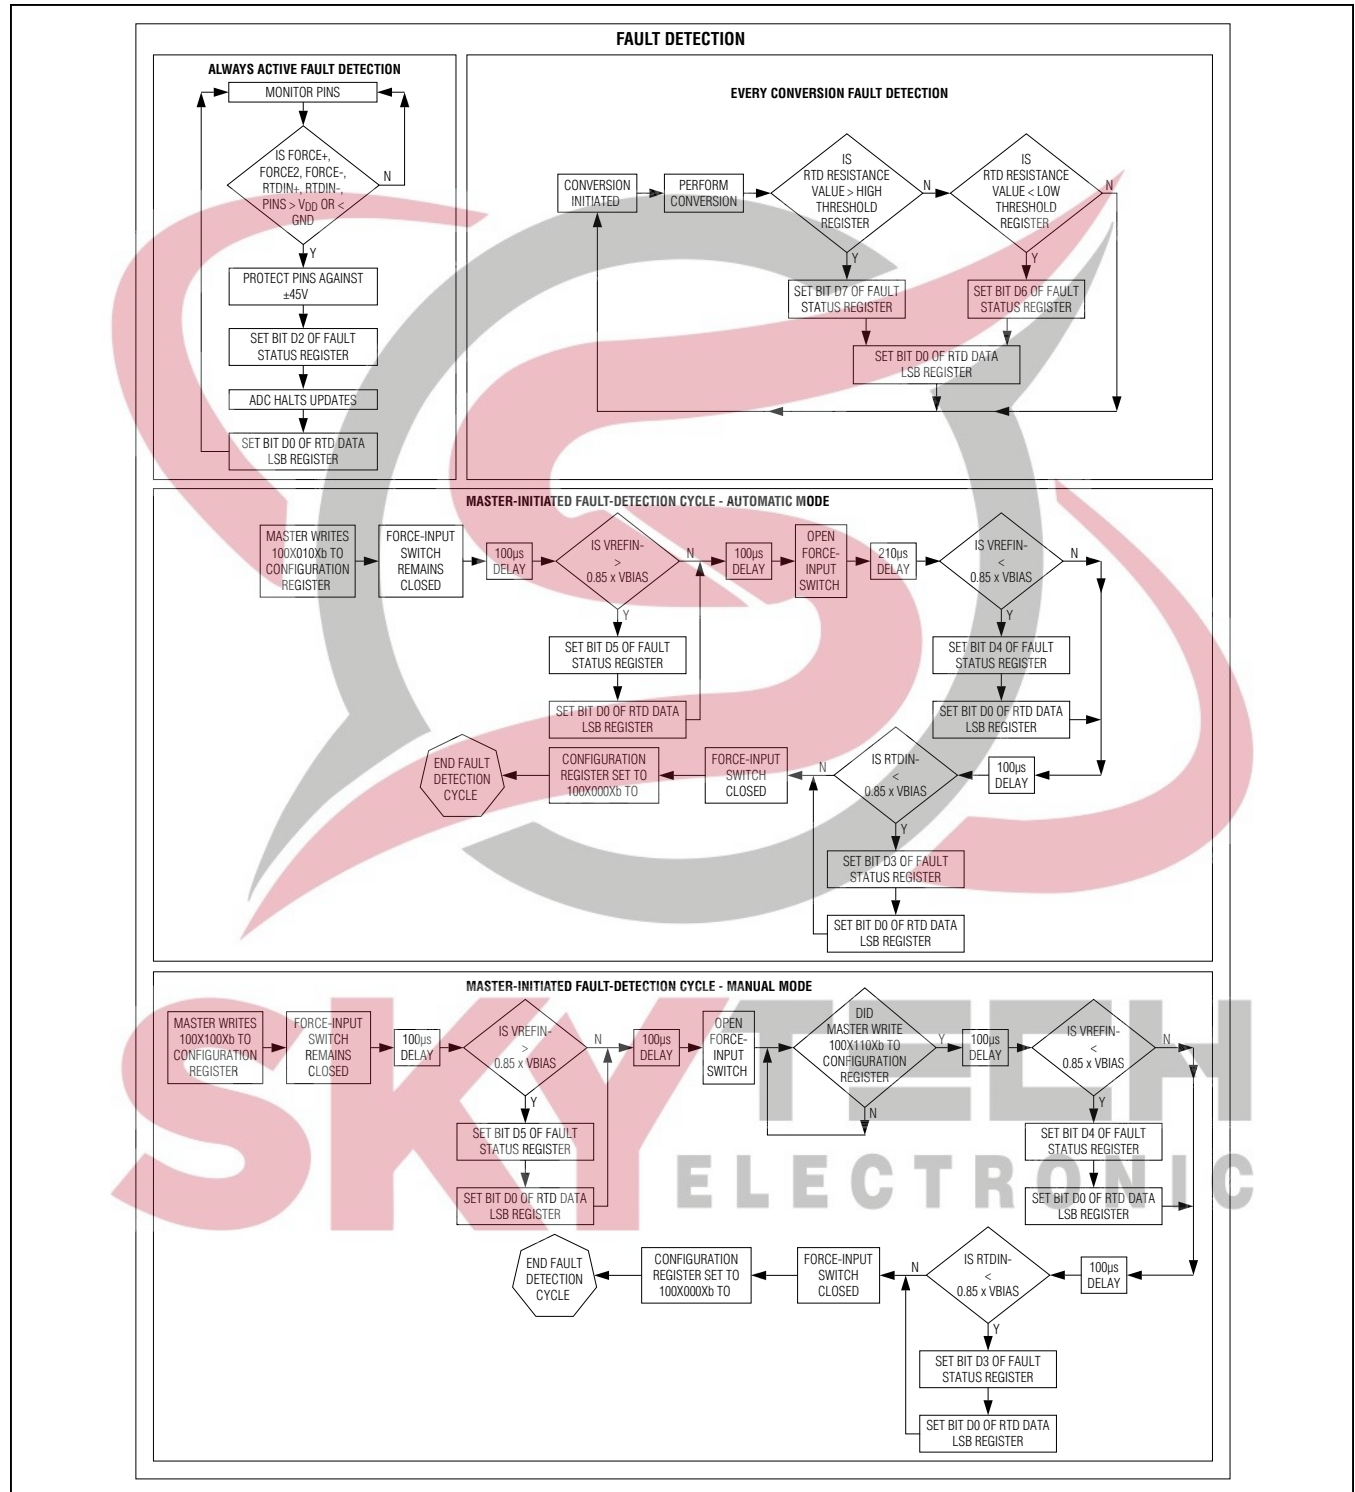 FAULT DETECTION
ALWAYS ACTIVE FAULT DETECTION
MONITOR PINS
IS FORCE+,
FORCE2, FORCE-,
RTDIN+, RTDIN-,
PINS > VDD OR <
GND
N
Y
PROTECT PINS AGAINST
±45V
SET BIT D2 OF FAULT
STATUS REGISTER
ADC HALTS UPDATES
SET BIT D0 OF RTD DATA
LSB REGISTER
EVERY CONVERSION FAULT DETECTION
CONVERSION
INITIATED
PERFORM
CONVERSION
IS
RTD RESISTANCE
VALUE > HIGH
THRESHOLD
REGISTER
N
Y
IS
RTD RESISTANCE
VALUE < LOW
THRESHOLD
REGISTER
N
Y
SET BIT D7 OF FAULT
STATUS REGISTER
SET BIT D6 OF FAULT
STATUS REGISTER
SET BIT D0 OF RTD DATA
LSB REGISTER
MASTER-INITIATED FAULT-DETECTION CYCLE - AUTOMATIC MODE
MASTER WRITES
100X010Xb TO
CONFIGURATION
REGISTER
FORCE-INPUT
SWITCH
REMAINS
CLOSED
100µs
DELAY
IS VREFIN-
>
0.85 x VBIAS
N
Y
SET BIT D5 OF FAULT
STATUS REGISTER
SET BIT D0 OF RTD DATA
LSB REGISTER
100µs
DELAY
OPEN
FORCE-
INPUT
SWITCH
210µs
DELAY
IS VREFIN-
<
0.85 x VBIAS
N
Y
SET BIT D4 OF FAULT
STATUS REGISTER
SET BIT D0 OF RTD DATA
LSB REGISTER
100µs
DELAY
IS RTDIN-
<
0.85 x VBIAS
N
Y
SET BIT D3 OF FAULT
STATUS REGISTER
SET BIT D0 OF RTD DATA
LSB REGISTER
FORCE-INPUT
SWITCH
CLOSED
CONFIGURATION
REGISTER SET TO
100X000Xb TO
END FAULT
DETECTION
CYCLE
MASTER-INITIATED FAULT-DETECTION CYCLE - MANUAL MODE
MASTER WRITES
100X100Xb TO
CONFIGURATION
REGISTER
FORCE-INPUT
SWITCH
REMAINS
CLOSED
100µs
DELAY
IS VREFIN-
>
0.85 x VBIAS
N
Y
SET BIT D5 OF FAULT
STATUS REGISTER
SET BIT D0 OF RTD DATA
LSB REGISTER
100µs
DELAY
OPEN
FORCE-
INPUT
SWITCH
DID
MASTER WRITE
100X110Xb TO
CONFIGURATION
REGISTER
Y
N
100µs
DELAY
IS VREFIN-
<
0.85 x VBIAS
N
Y
SET BIT D4 OF FAULT
STATUS REGISTER
SET BIT D0 OF RTD DATA
LSB REGISTER
100µs
DELAY
IS RTDIN-
<
0.85 x VBIAS
N
Y
SET BIT D3 OF FAULT
STATUS REGISTER
SET BIT D0 OF RTD DATA
LSB REGISTER
FORCE-INPUT
SWITCH
CLOSED
CONFIGURATION
REGISTER SET TO
100X000Xb TO
END FAULT
DETECTION
CYCLE
SKYTECH
ELECTRONIC